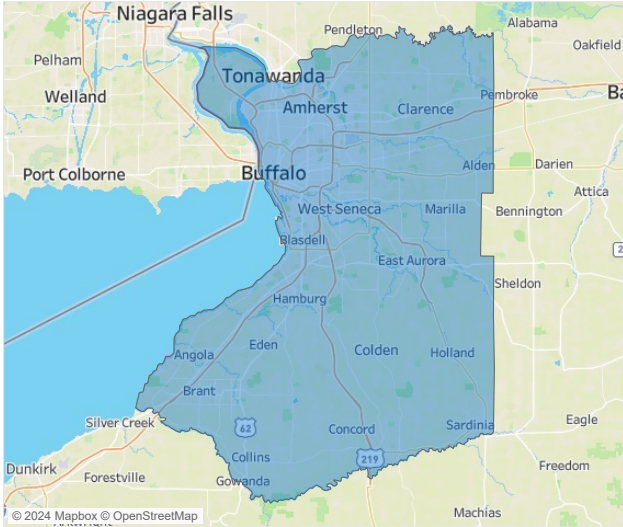 Niagara Falls
Alabama
Pendleton
Oakfield
Pelham
Tonawanda
Welland
Pembroke
Ba
Amherst
Clarence
Port Colborne
Buffalo
Alden
Darien
Attica
West Seneca
Marilla
Bennington
Blasdell
2
East Aurora
Sheldon
Hamburg
Eden
Colden
Holland
Angola
Brant
Silver Creek
62
Concord
Sardinia
Eagle
Collins
219
Dunkirk
Freedom
Forestville
Gowanda
Machias
© 2024 Mapbox © OpenStreetMap